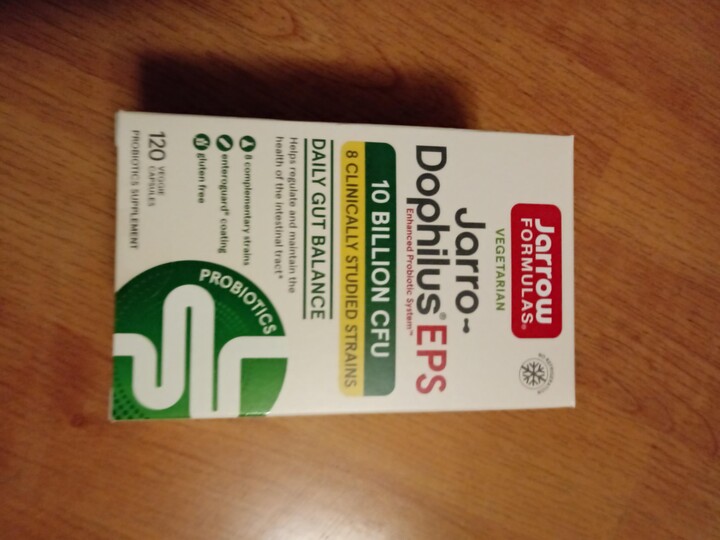 Jarrow
FORMULAS®
VEGETARIAN
Jarro-
Dophilus® EPS
Enhanced Probiotic System™
10 BILLION CFU
8 CLINICALLY STUDIED STRAINS
DAILY GUT BALANCE
Helps regulate and maintain the
health of the intestinal tract*
8 complementary strains
enteroguard® coating
gluten free
120 VEGGIE
CAPSULES
PROBIOTICS SUPPLEMENT
PROBIOTICS